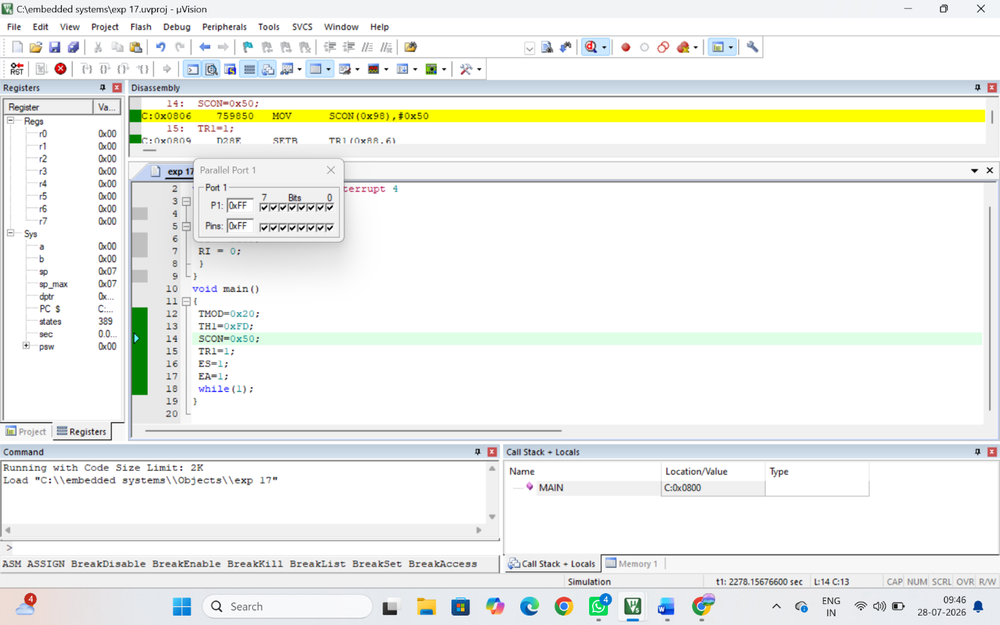 C:\embedded systems\exp 17.uvproj - µVision
File Edit View Project Flash Debug Peripherals Tools SVCS Window Help
RST
Registers
Register Va...
Regs
r0 0x00
r1 0x00
r2 0x00
r3 0x00
r4 0x00
r5 0x00
r6 0x00
r7 0x00
Sys
a 0x00
b 0x00
sp 0x07
sp_max 0x07
dptr 0x...
PC $ C:...
states 389
sec 0.0...
psw 0x00
Project Registers
Disassembly
14: SCON=0x50;
C:0x0806 759850 MOV SCON(0x98),#0x50
15: TR1=1;
C:0x0809 D28E SETB TR1(0x88.6)
exp 17
Parallel Port 1
Port 1
7 Bits 0
P1: 0xFF
Pins: 0xFF
2 terrupt 4
3
4
5
6
7 RI = 0;
8 }
9 }
10 void main()
11 {
12 TMOD=0x20;
13 TH1=0xFD;
14 SCON=0x50;
15 TR1=1;
16 ES=1;
17 EA=1;
18 while(1);
19 }
20
Command
Running with Code Size Limit: 2K
Load "C:\\embedded systems\\Objects\\exp 17"
>
ASM ASSIGN BreakDisable BreakEnable BreakKill BreakList BreakSet BreakAccess
Call Stack + Locals
Name Location/Value Type
MAIN C:0x0800
Call Stack + Locals Memory 1
Simulation t1: 2278.15676600 sec L:14 C:13 CAP NUM SCRL OVR R/W
4
Search
4
ENG
IN
09:46
28-07-2026